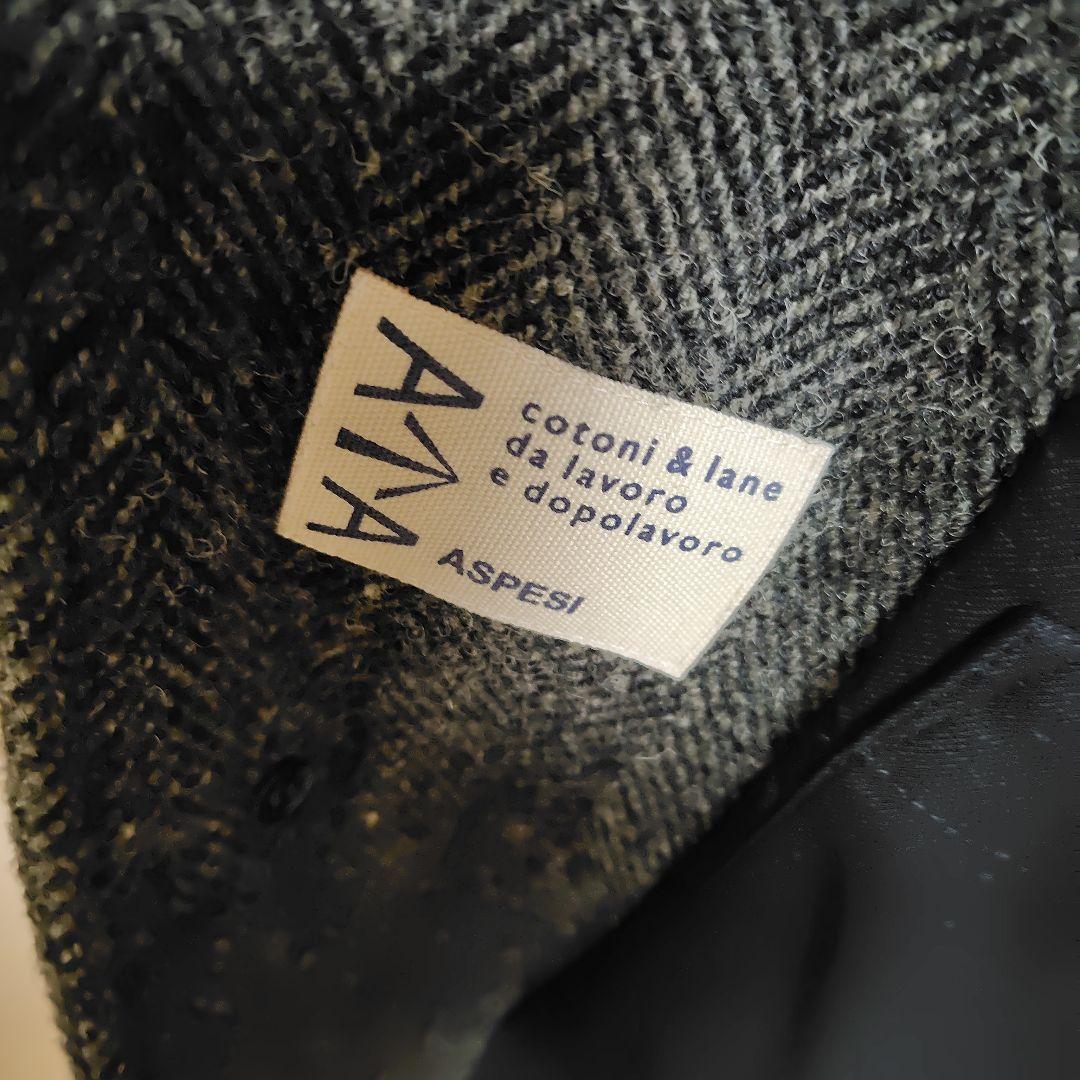 cotoni & lane
da lavoro
e dopolavoro
ASPESI